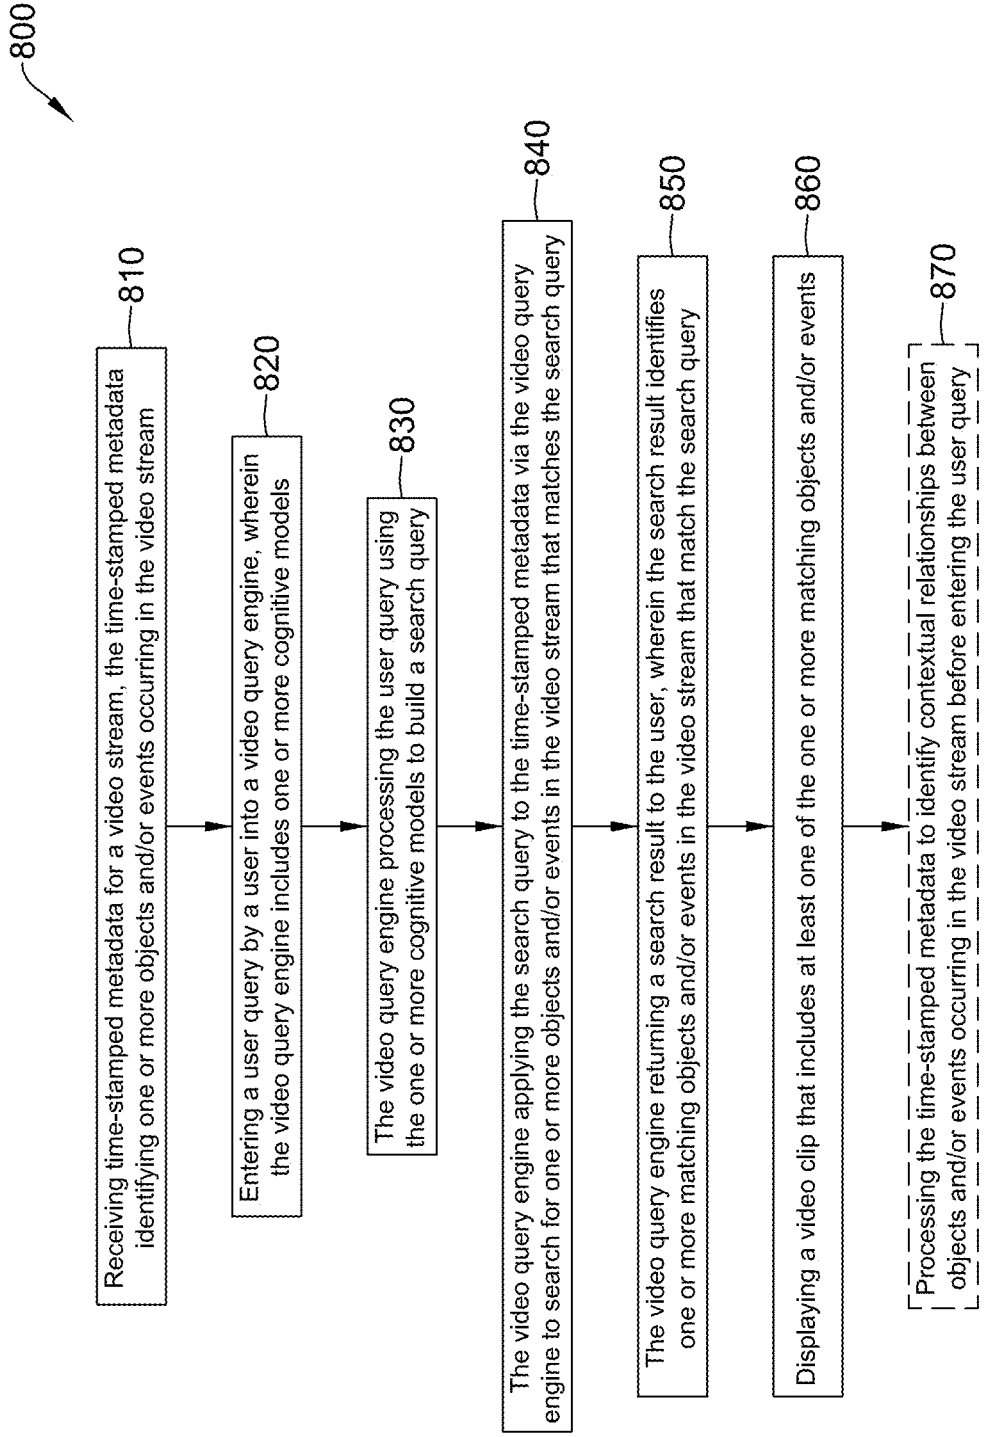 800
810
Receiving time-stamped metadata for a video stream, the time-stamped metadata
identifying one or more objects and/or events occurring in the video stream
820
Entering a user query by a user into a video query engine, wherein
the video query engine includes one or more cognitive models
830
The video query engine processing the user query using
the one or more cognitive models to build a search query
840
The video query engine applying the search query to the time-stamped metadata via the video query
engine to search for one or more objects and/or events in the video stream that matches the search query
850
The video query engine returning a search result to the user, wherein the search result identifies
one or more matching objects and/or events in the video stream that match the search query
860
Displaying a video clip that includes at least one of the one or more matching objects and/or events
870
Processing the time-stamped metadata to identify contextual relationships between
objects and/or events occurring in the video stream before entering the user query